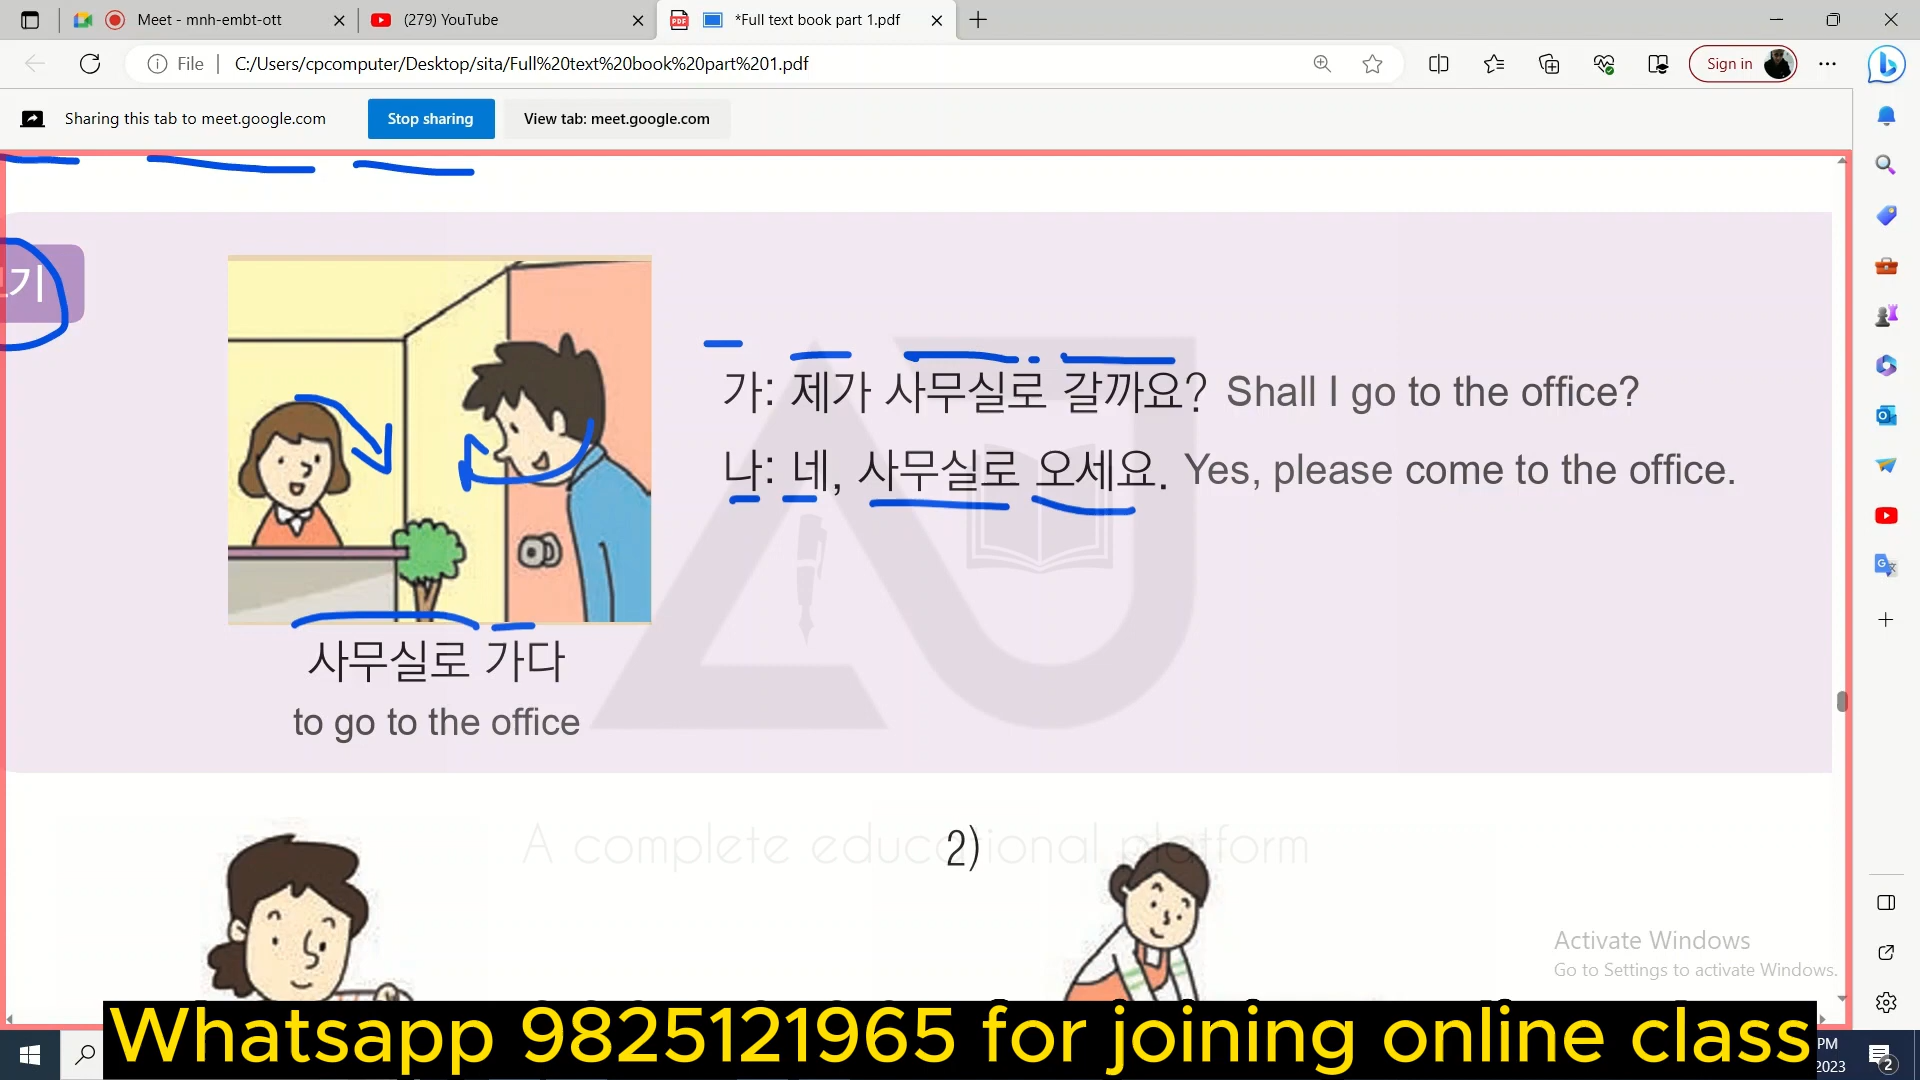 Meet - mnh-embt-ott
(279) YouTube
*Full text book part 1.pdf
File
C:/Users/cpcomputer/Desktop/sita/Full%20text%20book%20part%201.pdf
Sign in
Sharing this tab to meet.google.com
Stop sharing
View tab: meet.google.com
기
가: 제가 사무실로 갈까요? Shall I go to the office?
나: 네, 사무실로 오세요. Yes, please come to the office.
사무실로 가다
to go to the office
A complete educational platform
2)
Activate Windows
Go to Settings to activate Windows.
Whatsapp 9825121965 for joining online class
PM
2023
2